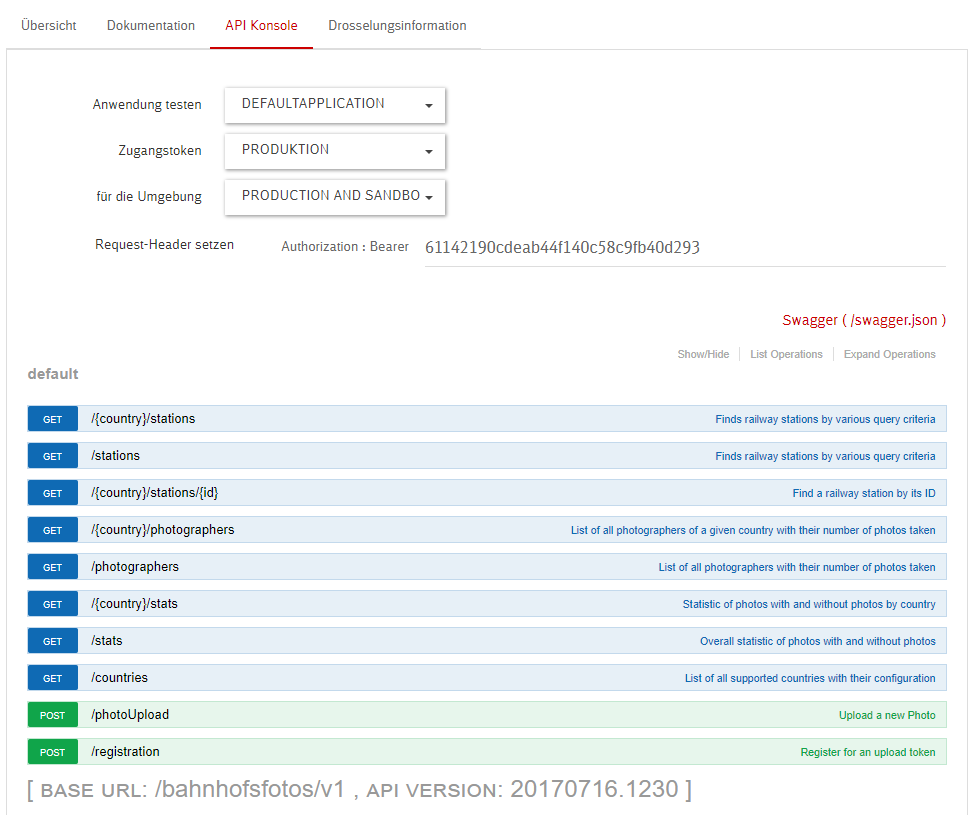 Übersicht Dokumentation API Konsole Drosselungsinformation
Anwendung testen DEFAULTAPPLICATION
Zugangstoken PRODUKTION
für die Umgebung PRODUCTION AND SANDBO
Request-Header setzen Authorization : Bearer 61142190cdeab44f140c58c9fb40d293
Swagger ( /swagger.json )
Show/Hide List Operations Expand Operations
default
GET /{country}/stations Finds railway stations by various query criteria
GET /stations Finds railway stations by various query criteria
GET /{country}/stations/{id} Find a railway station by its ID
GET /{country}/photographers List of all photographers of a given country with their number of photos taken
GET /photographers List of all photographers with their number of photos taken
GET /{country}/stats Statistic of photos with and without photos by country
GET /stats Overall statistic of photos with and without photos
GET /countries List of all supported countries with their configuration
POST /photoUpload Upload a new Photo
POST /registration Register for an upload token
[ BASE URL: /bahnhofsfotos/v1 , API VERSION: 20170716.1230 ]